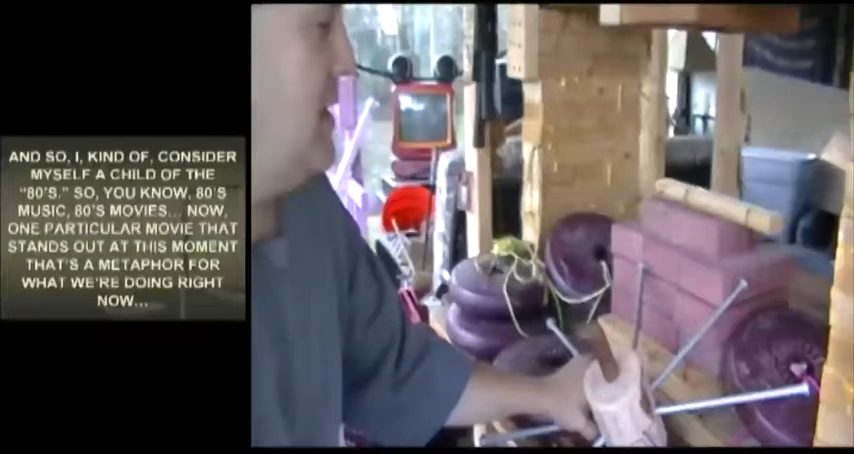 AND SO, I, KIND OF, CONSIDER
MYSELF A CHILD OF THE
"80'S." SO, YOU KNOW, 80'S
MUSIC, 80'S MOVIES... NOW,
ONE PARTICULAR MOVIE THAT
STANDS OUT AT THIS MOMENT
THAT'S A METAPHOR FOR
WHAT WE'RE DOING RIGHT
NOW...